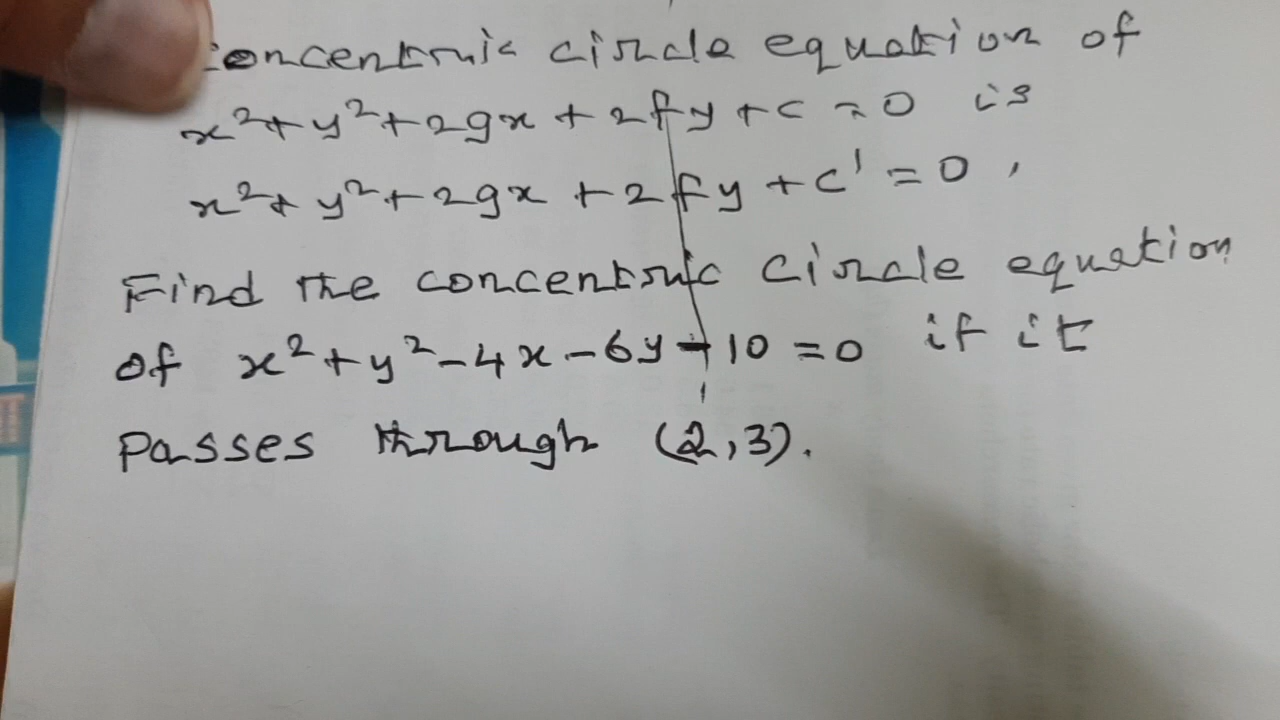 concentric circle equation of
x²+y²+2gx+2fy+c=0 is
x²+y²+2gx+2fy+c'=0,
Find the concentric circle equation
of x²+y²-4x-6y-10=0 if it
passes through (2,3).